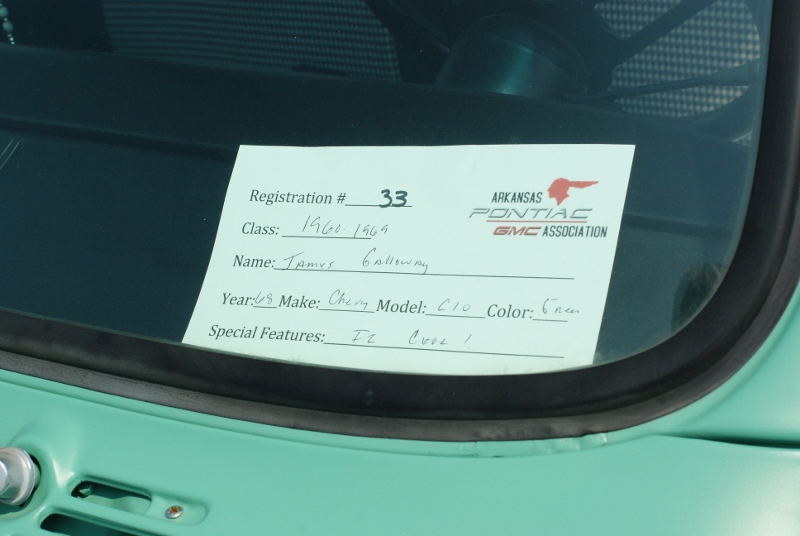 Registration # 33
ARKANSAS
PONTIAC
GMC ASSOCIATION
Class: 1960-1969
Name: James Galloway
Year: 68 Make: Chevy Model: C10 Color: Green
Special Features: Is Cool!